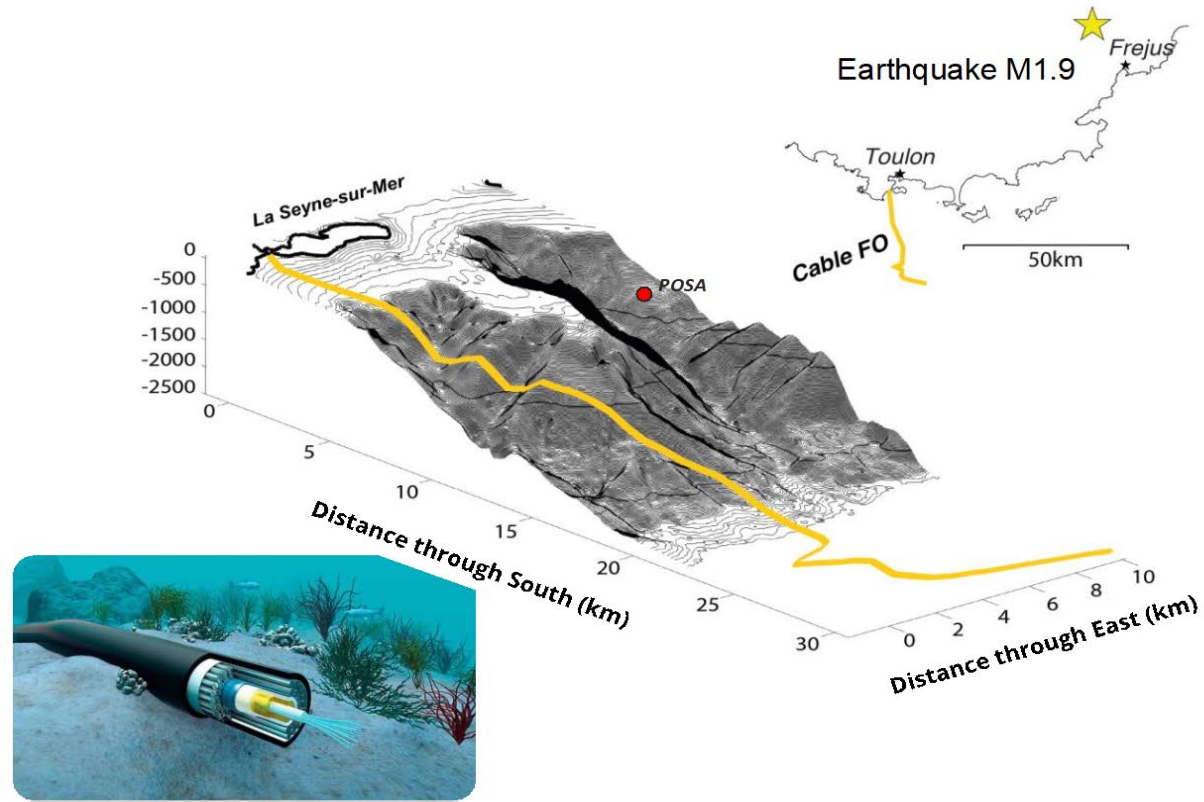 Earthquake M1.9
Frejus
Toulon
Cable FO
50km
La Seyne-sur-Mer
POSA
0
-500
-1000
-1500
-2000
-2500
0
5
10
15
20
25
30
Distance through South (km)
0
2
4
6
8
10
Distance through East (km)